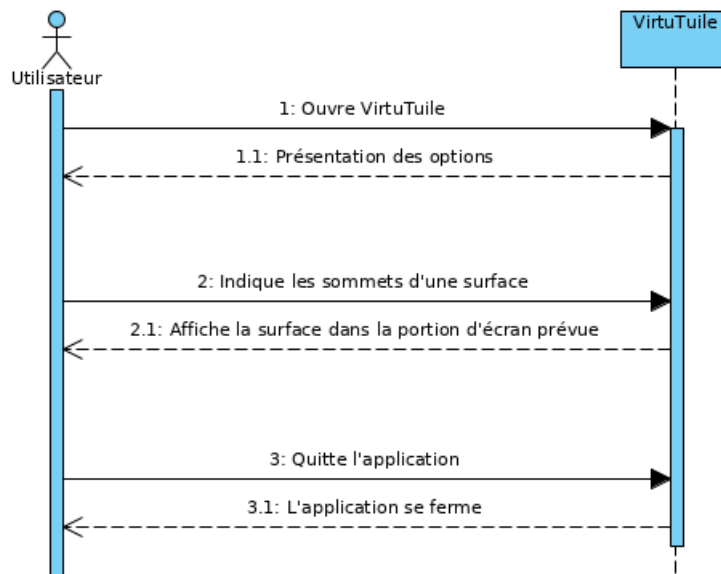 VirtuTuile
Utilisateur
1: Ouvre VirtuTuile
1.1: Présentation des options
2: Indique les sommets d'une surface
2.1: Affiche la surface dans la portion d'écran prévue
3: Quitte l'application
3.1: L'application se ferme